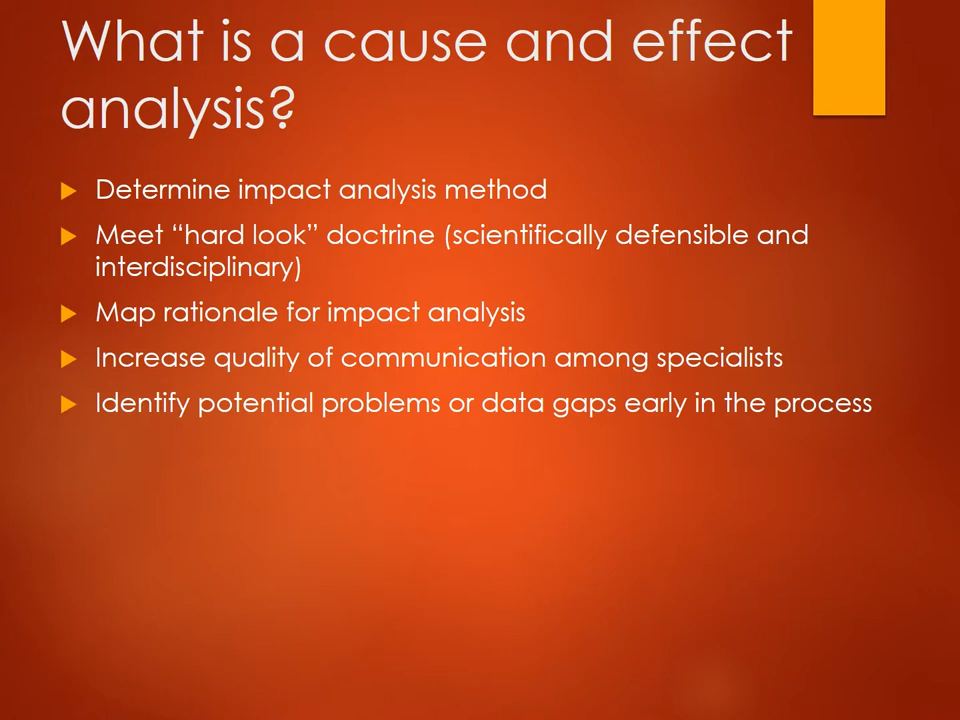 What is a cause and effect
analysis?
Determine impact analysis method
Meet “hard look” doctrine (scientifically defensible and
interdisciplinary)
Map rationale for impact analysis
Increase quality of communication among specialists
Identify potential problems or data gaps early in the process